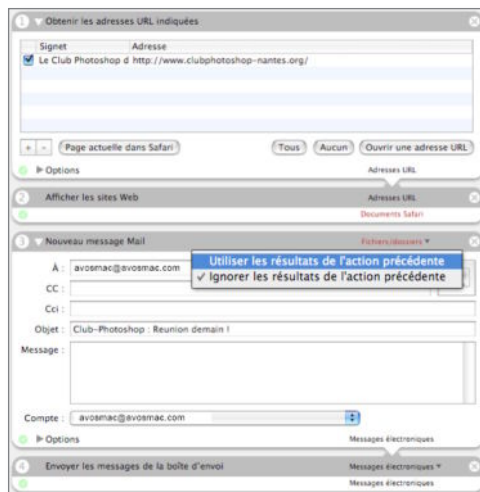 1 Obtenir les adresses URL indiquées
Signet Adresse
Le Club Photoshop d http://www.clubphotoshop-nantes.org/
+ - Page actuelle dans Safari Tous Aucun Ouvrir une adresse URL
Options Adresses URL
2 Afficher les sites Web Adresses URL
Documents Safari
3 Nouveau message Mail Fichiers/dossiers
Utiliser les résultats de l'action précédente
✓ Ignorer les résultats de l'action précédente
À : avosmac@avosmac.com
CC :
Cci :
Objet : Club-Photoshop : Reunion demain !
Message :
Compte : avosmac@avosmac.com
Options Messages électroniques
4 Envoyer les messages de la boîte d'envoi Messages électroniques
Messages électroniques